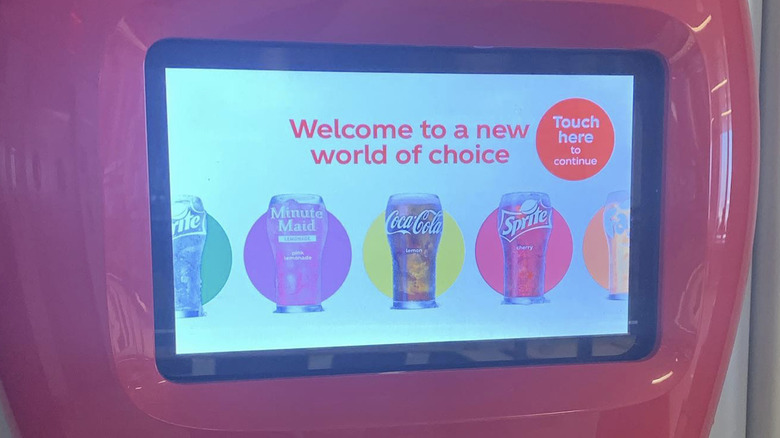 Welcome to a new
world of choice
Touch
here
to
continue
Minute
Maid
LEMONADE
pink
lemonade
Coca-Cola
lemon
Sprite
cherry